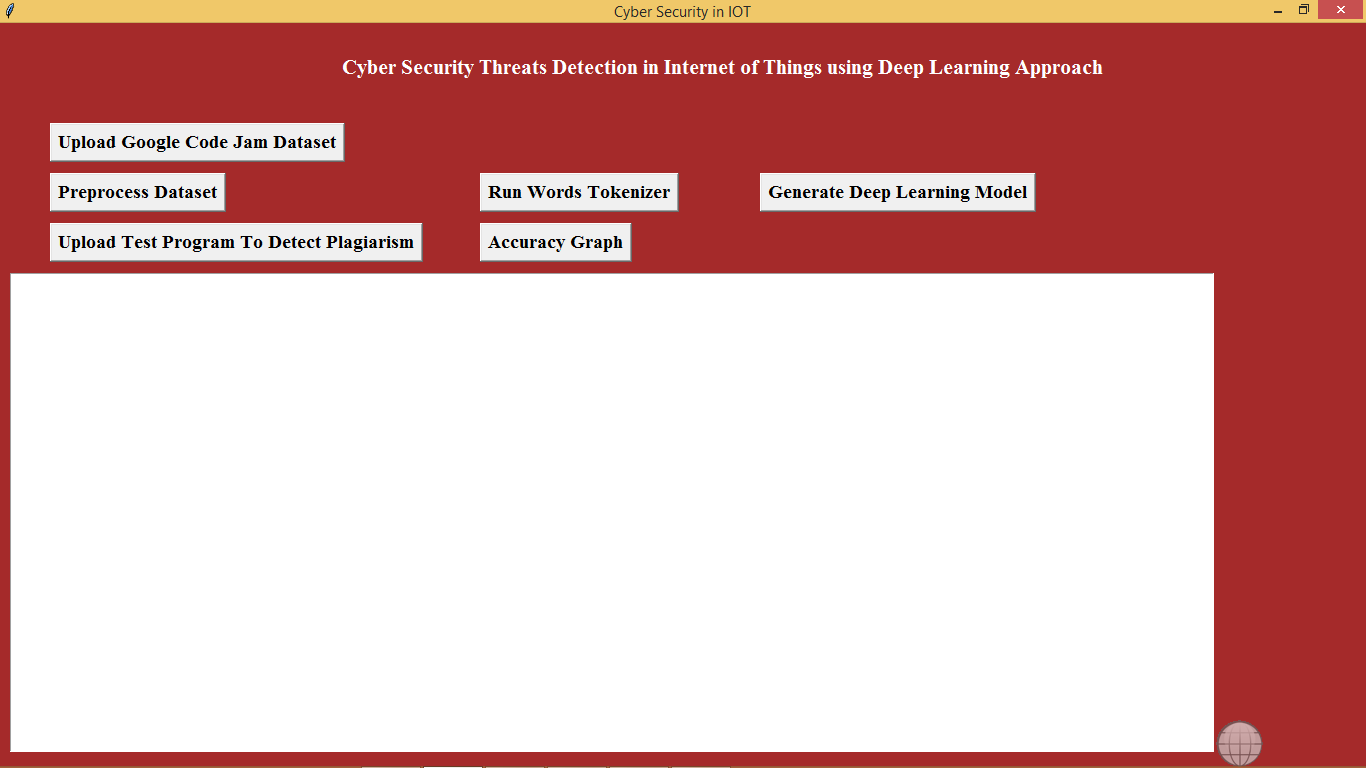 Cyber Security in IOT
Cyber Security Threats Detection in Internet of Things using Deep Learning Approach
Upload Google Code Jam Dataset
Preprocess Dataset
Run Words Tokenizer
Generate Deep Learning Model
Upload Test Program To Detect Plagiarism
Accuracy Graph